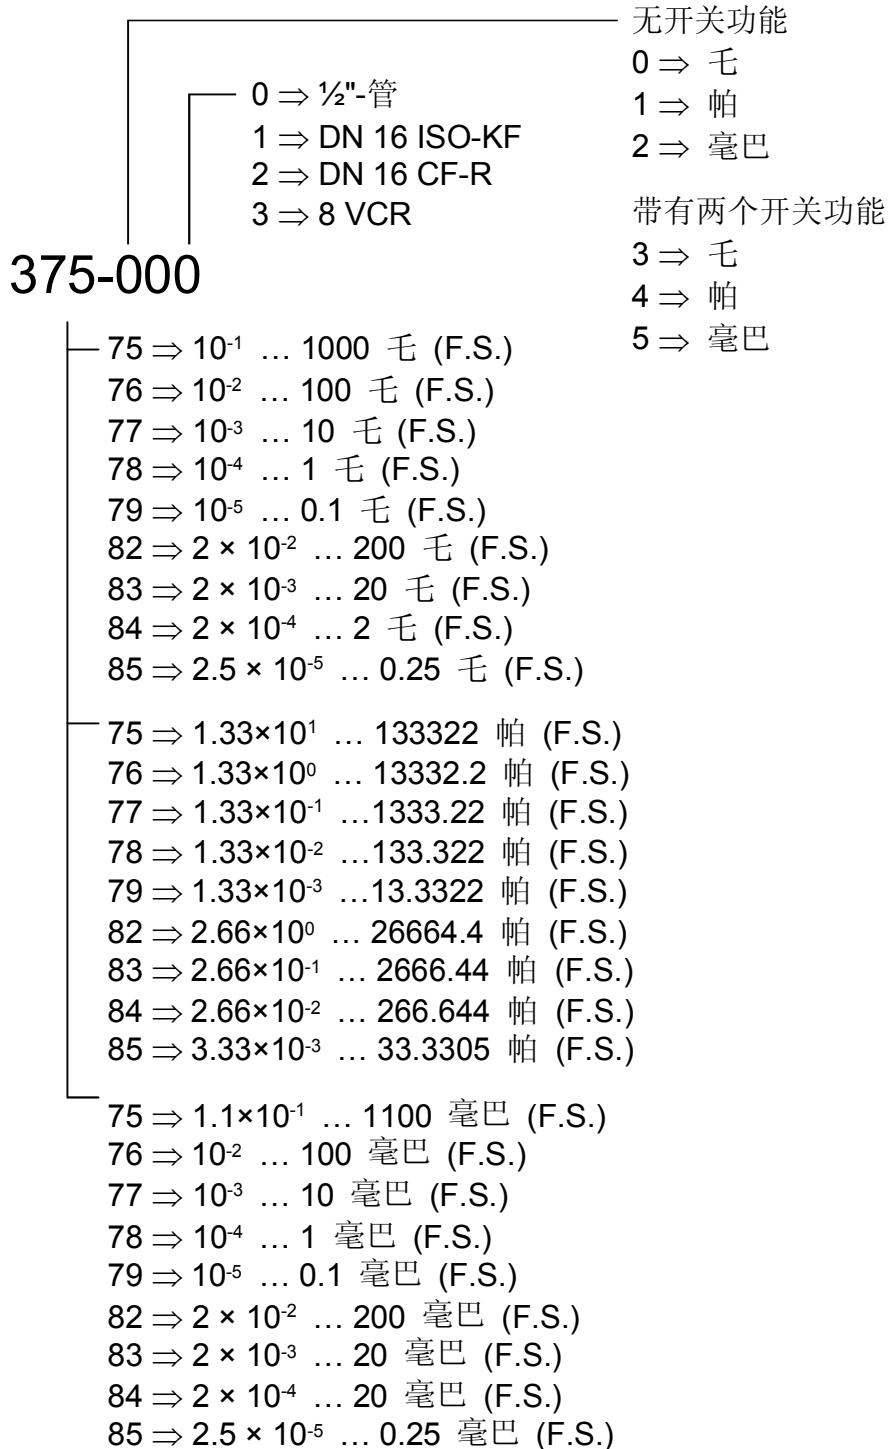 无开关功能
0 ⇒ 乇
1 ⇒ 帕
2 ⇒ 毫巴
0 ⇒ ½"-管
1 ⇒ DN 16 ISO-KF
2 ⇒ DN 16 CF-R
3 ⇒ 8 VCR
带有两个开关功能
3 ⇒ 乇
4 ⇒ 帕
5 ⇒ 毫巴
375-000
75 ⇒ 10⁻¹ … 1000 乇 (F.S.)
76 ⇒ 10⁻² … 100 乇 (F.S.)
77 ⇒ 10⁻³ … 10 乇 (F.S.)
78 ⇒ 10⁻⁴ … 1 乇 (F.S.)
79 ⇒ 10⁻⁵ … 0.1 乇 (F.S.)
82 ⇒ 2 × 10⁻² … 200 乇 (F.S.)
83 ⇒ 2 × 10⁻³ … 20 乇 (F.S.)
84 ⇒ 2 × 10⁻⁴ … 2 乇 (F.S.)
85 ⇒ 2.5 × 10⁻⁵ … 0.25 乇 (F.S.)
75 ⇒ 1.33×10¹ … 133322 帕 (F.S.)
76 ⇒ 1.33×10⁰ … 13332.2 帕 (F.S.)
77 ⇒ 1.33×10⁻¹ …1333.22 帕 (F.S.)
78 ⇒ 1.33×10⁻² …133.322 帕 (F.S.)
79 ⇒ 1.33×10⁻³ …13.3322 帕 (F.S.)
82 ⇒ 2.66×10⁰ … 26664.4 帕 (F.S.)
83 ⇒ 2.66×10⁻¹ … 2666.44 帕 (F.S.)
84 ⇒ 2.66×10⁻² … 266.644 帕 (F.S.)
85 ⇒ 3.33×10⁻³ … 33.3305 帕 (F.S.)
75 ⇒ 1.1×10⁻¹ … 1100 毫巴 (F.S.)
76 ⇒ 10⁻² … 100 毫巴 (F.S.)
77 ⇒ 10⁻³ … 10 毫巴 (F.S.)
78 ⇒ 10⁻⁴ … 1 毫巴 (F.S.)
79 ⇒ 10⁻⁵ … 0.1 毫巴 (F.S.)
82 ⇒ 2 × 10⁻² … 200 毫巴 (F.S.)
83 ⇒ 2 × 10⁻³ … 20 毫巴 (F.S.)
84 ⇒ 2 × 10⁻⁴ … 20 毫巴 (F.S.)
85 ⇒ 2.5 × 10⁻⁵ … 0.25 毫巴 (F.S.)